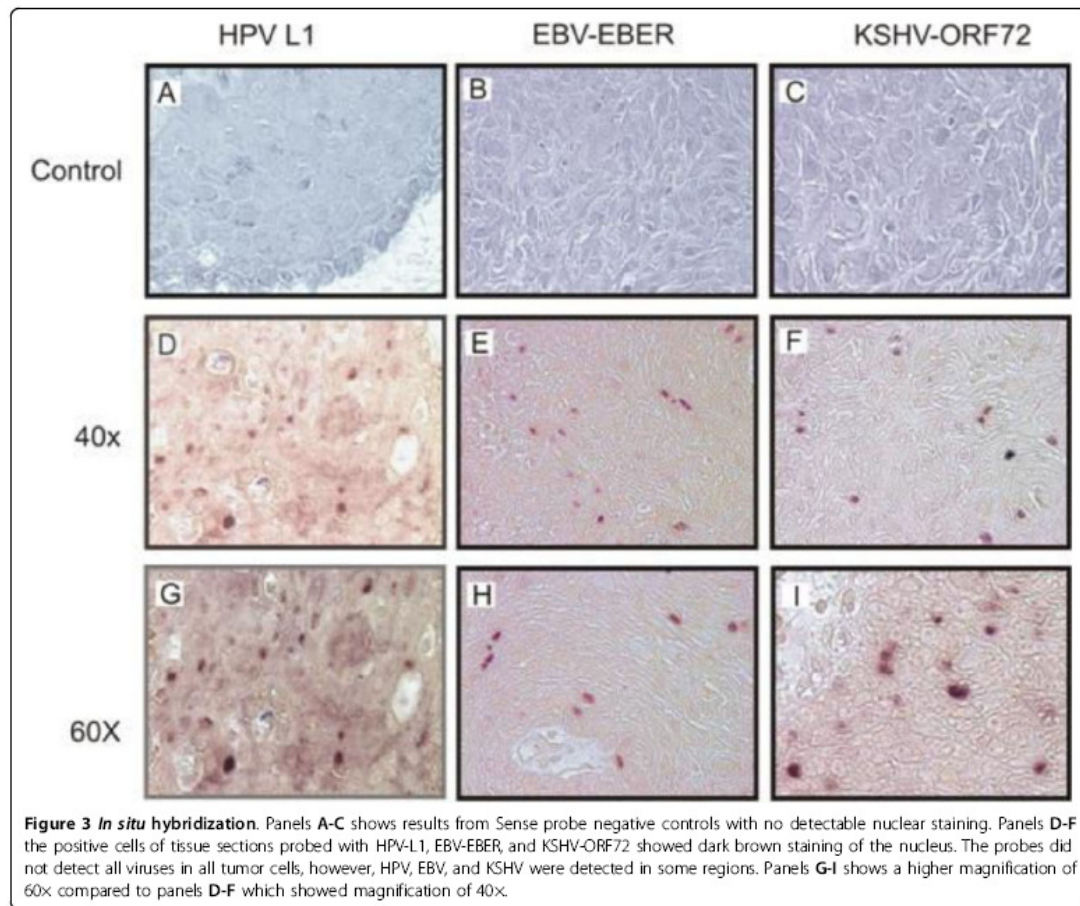 HPV L1 EBV-EBER KSHV-ORF72
A B C
Control
D E F
40x
G H I
60X
Figure 3 In situ hybridization. Panels A-C shows results from Sense probe negative controls with no detectable nuclear staining. Panels D-F
the positive cells of tissue sections probed with HPV-L1, EBV-EBER, and KSHV-ORF72 showed dark brown staining of the nucleus. The probes did
not detect all viruses in all tumor cells, however, HPV, EBV, and KSHV were detected in some regions. Panels G-I shows a higher magnification of
60× compared to panels D-F which showed magnification of 40×.